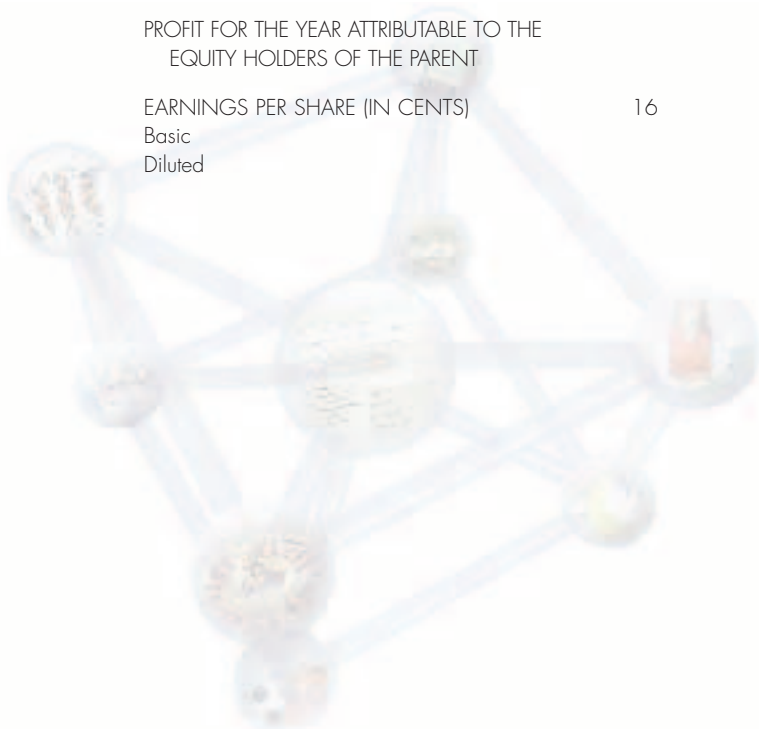 PROFIT FOR THE YEAR ATTRIBUTABLE TO THE
EQUITY HOLDERS OF THE PARENT
EARNINGS PER SHARE (IN CENTS) 16
Basic
Diluted